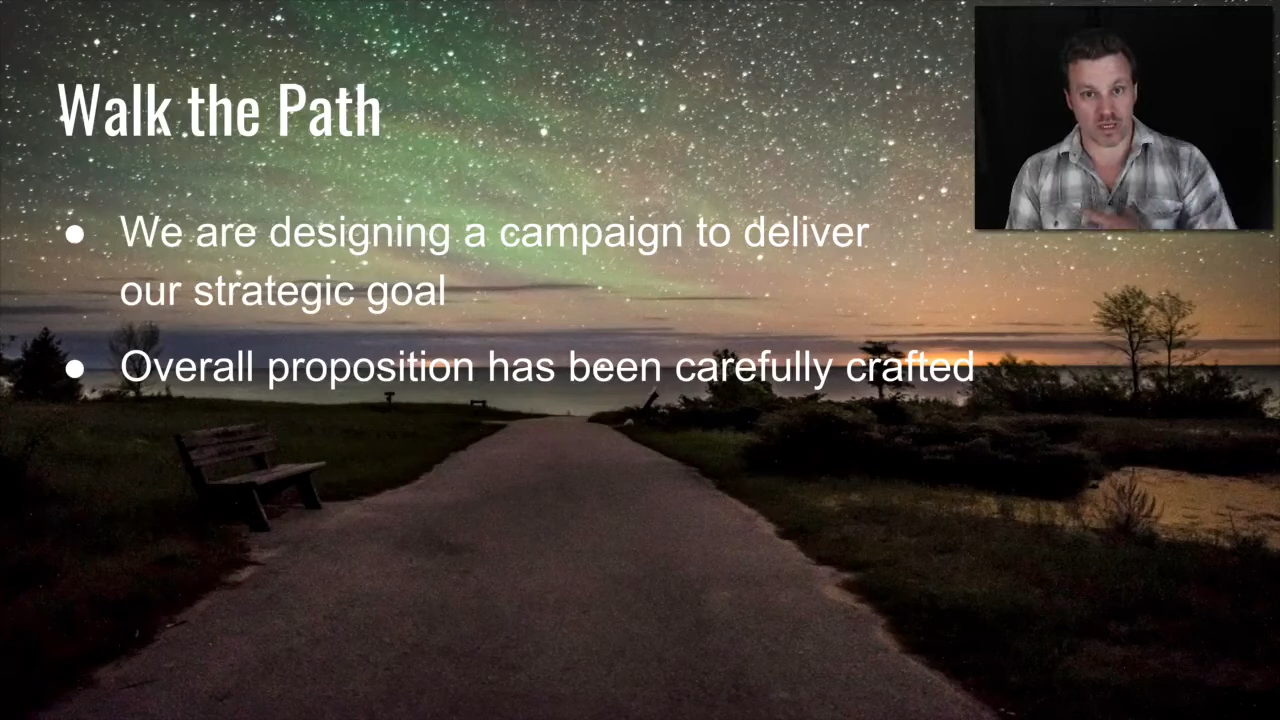 Walk the Path
● We are designing a campaign to deliver
our strategic goal
● Overall proposition has been carefully crafted